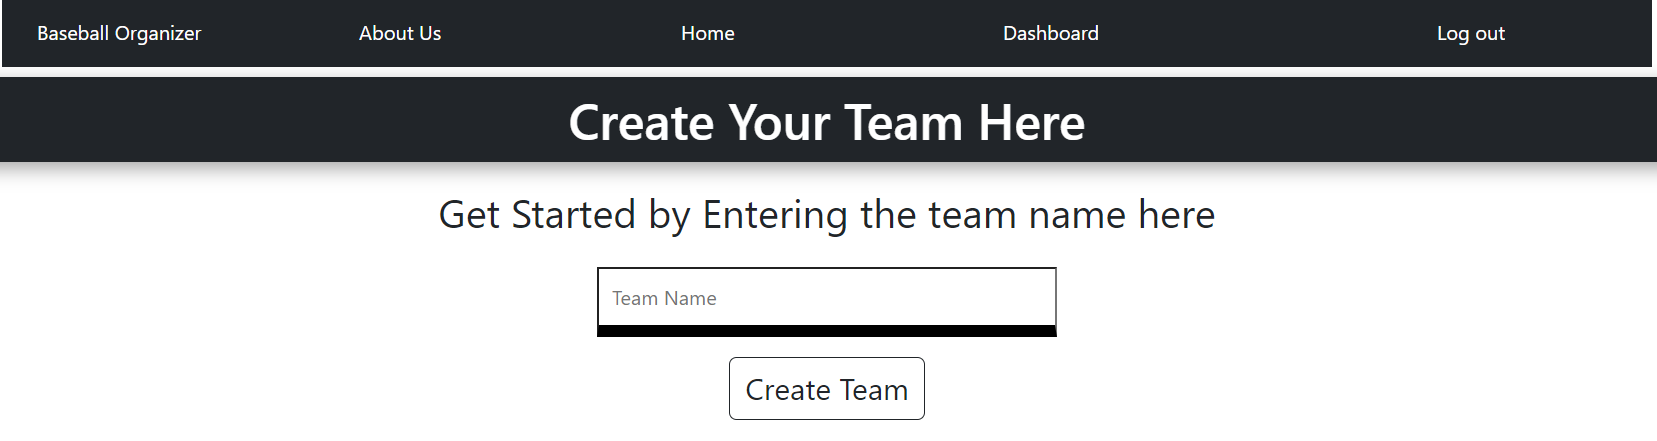 Baseball Organizer About Us Home Dashboard Log out
Create Your Team Here
Get Started by Entering the team name here
Team Name
Create Team